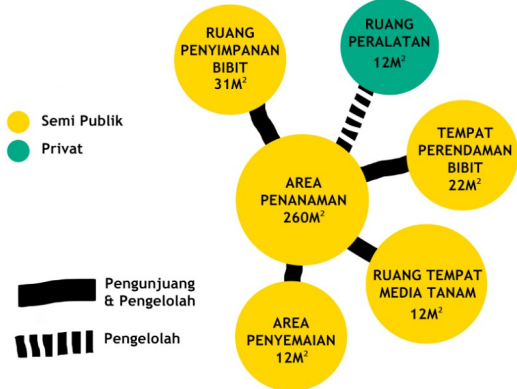 RUANG
PENYIMPANAN
BIBIT
31M²
RUANG
PERALATAN
12M²
Semi Publik
Privat
TEMPAT
PERENDAMAN
BIBIT
22M²
AREA
PENANAMAN
260M²
RUANG TEMPAT
MEDIA TANAM
12M²
Pengunjuang
& Pengelolah
Pengelolah
AREA
PENYEMAIAN
12M²